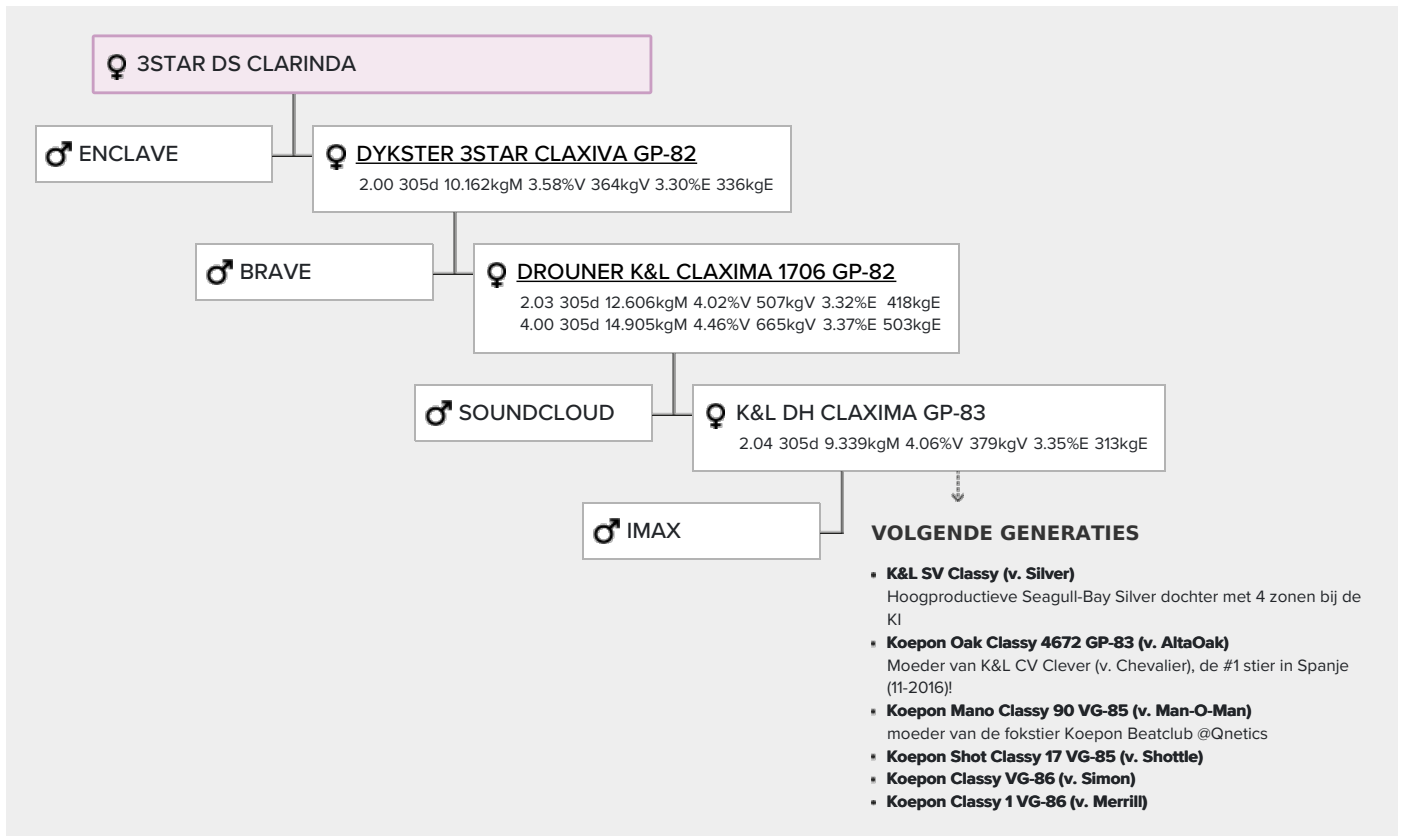 3STAR DS CLARINDA
ENCLAVE
DYKSTER 3STAR CLAXIVA GP-82
2.00 305d 10.162kgM 3.58%V 364kgV 3.30%E 336kgE
BRAVE
DROUNER K&L CLAXIMA 1706 GP-82
2.03 305d 12.606kgM 4.02%V 507kgV 3.32%E 418kgE
4.00 305d 14.905kgM 4.46%V 665kgV 3.37%E 503kgE
SOUNDCLOUD
K&L DH CLAXIMA GP-83
2.04 305d 9.339kgM 4.06%V 379kgV 3.35%E 313kgE
IMAX
VOLGENDE GENERATIES
K&L SV Classy (v. Silver)
Hoogproductieve Seagull-Bay Silver dochter met 4 zonen bij de
KI
Koepon Oak Classy 4672 GP-83 (v. AltaOak)
Moeder van K&L CV Clever (v. Chevalier), de #1 stier in Spanje
(11-2016)!
Koepon Mano Classy 90 VG-85 (v. Man-O-Man)
moeder van de fokstier Koepon Beatclub @Qnetics
Koepon Shot Classy 17 VG-85 (v. Shottle)
Koepon Classy VG-86 (v. Simon)
Koepon Classy 1 VG-86 (v. Merrill)